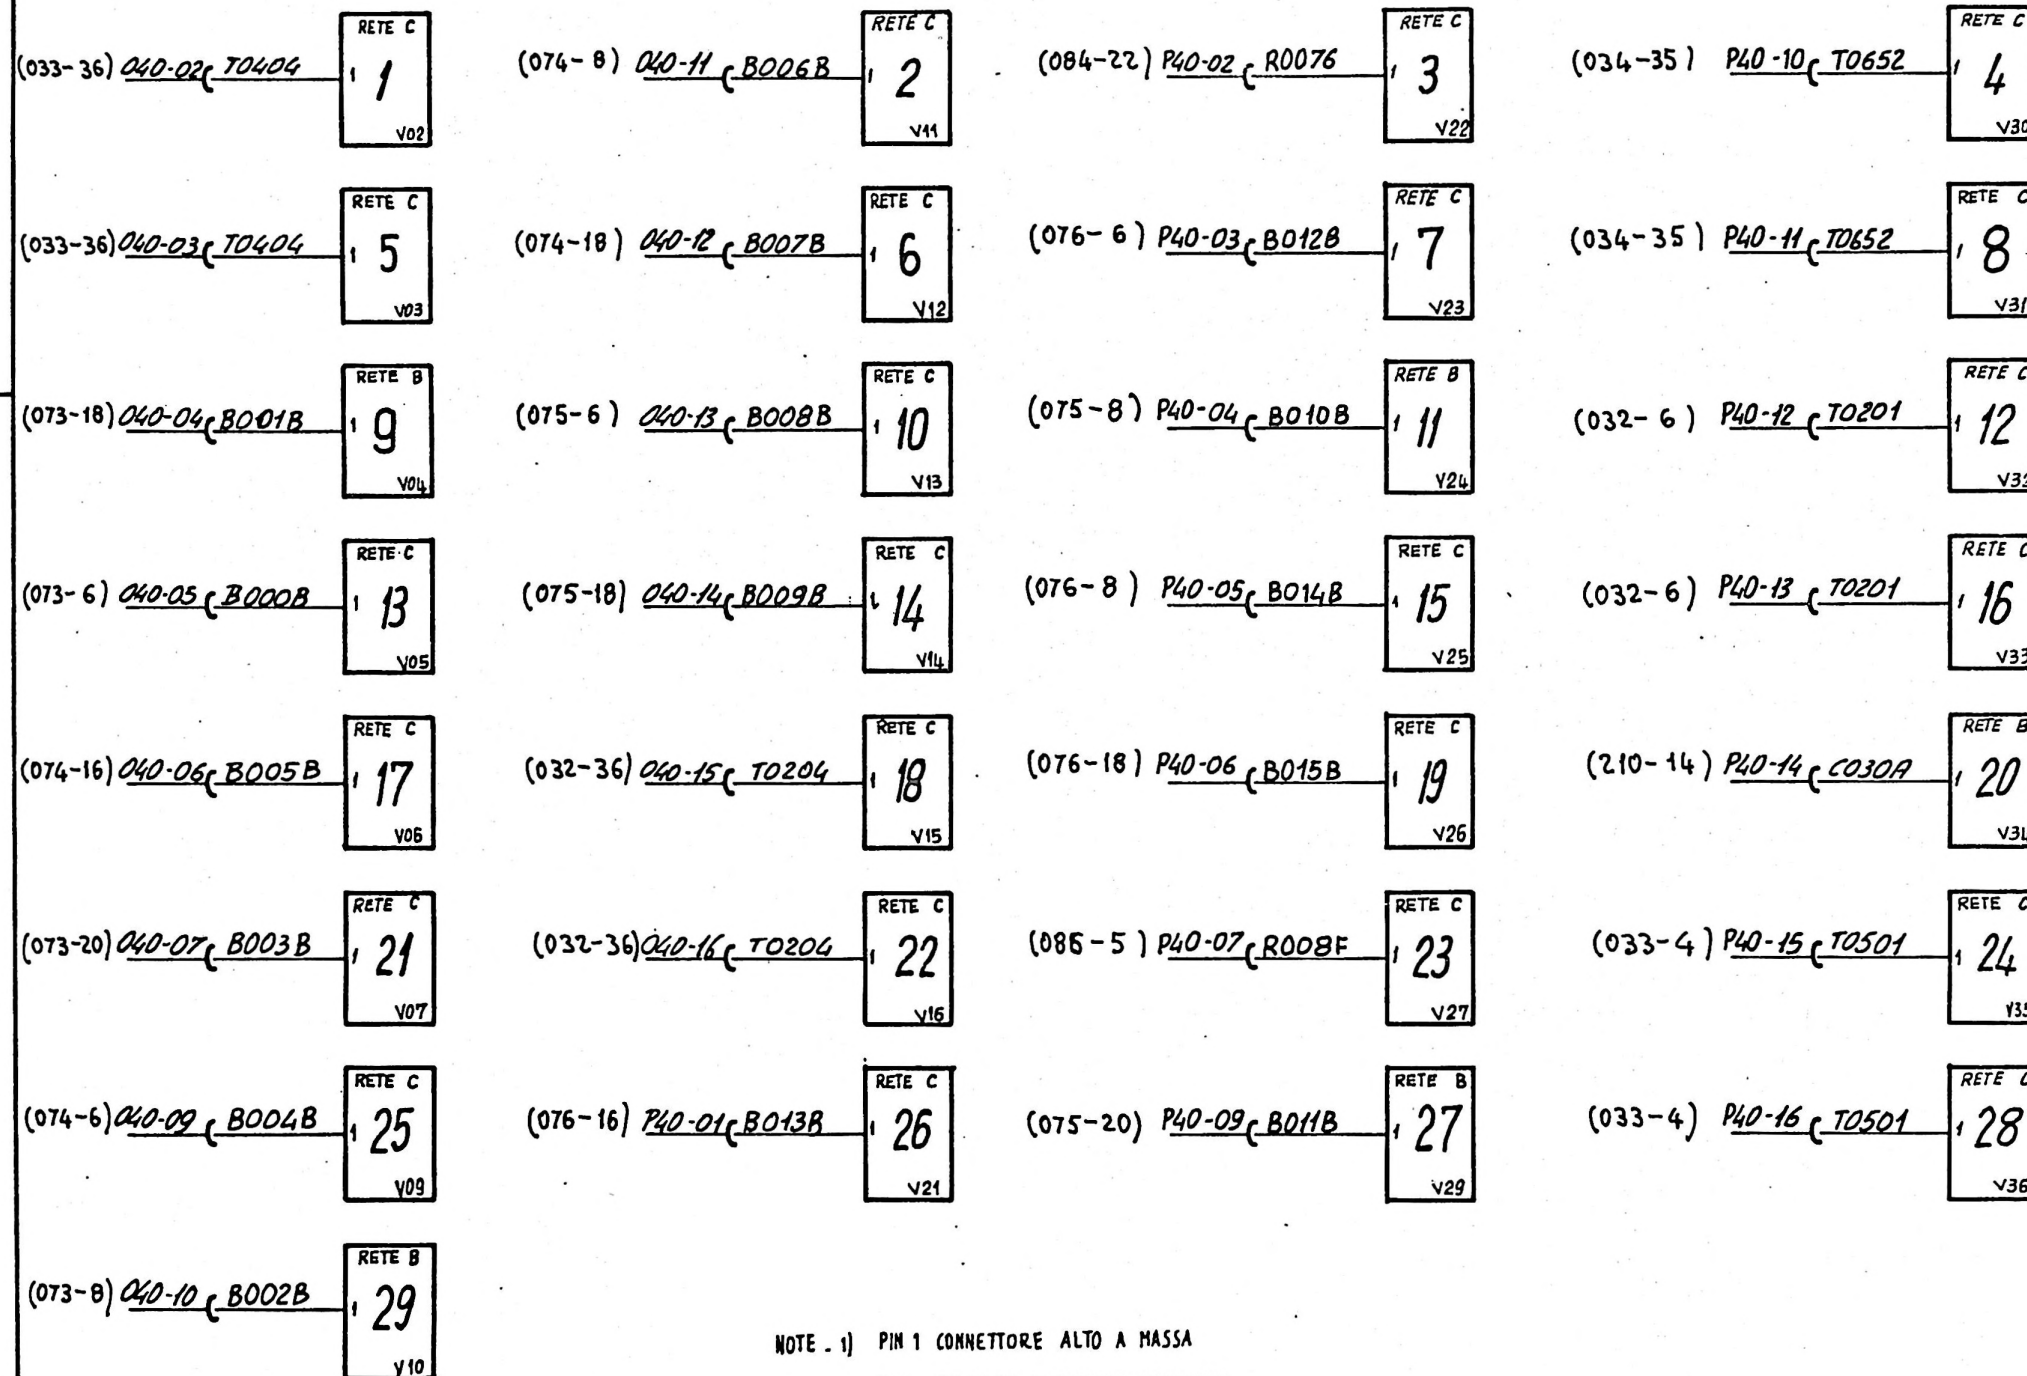 RETE C RETE C RETE C RETE C
(033-36) 040-02 T0404 1 1 (074-8) 040-11 B006B 1 2 (084-22) P40-02 R0076 1 3 (034-35) P40-10 T0652 1 4
V02 V11 V22 V30
RETE C RETE C RETE C RETE C
(033-36) 040-03 T0404 1 5 (074-18) 040-12 B007B 1 6 (076-6) P40-03 B012B 1 7 (034-35) P40-11 T0652 1 8
V03 V12 V23 V31
RETE B RETE C RETE B RETE C
(073-18) 040-04 B001B 1 9 (075-6) 040-13 B008B 1 10 (075-8) P40-04 B010B 1 11 (032-6) P40-12 T0201 1 12
V04 V13 V24 V32
RETE C RETE C RETE C RETE C
(073-6) 040-05 B000B 1 13 (075-18) 040-14 B009B 1 14 (076-8) P40-05 B014B 1 15 (032-6) P40-13 T0201 1 16
V05 V14 V25 V33
RETE C RETE C RETE C RETE B
(074-16) 040-06 B005B 1 17 (032-36) 040-15 T0204 1 18 (076-18) P40-06 B015B 1 19 (210-14) P40-14 C030A 1 20
V06 V15 V26 V34
RETE C RETE C RETE C RETE C
(073-20) 040-07 B003B 1 21 (032-36) 040-16 T0204 1 22 (086-5) P40-07 R008F 1 23 (033-4) P40-15 T0501 1 24
V07 V16 V27 V35
RETE C RETE C RETE B RETE C
(074-6) 040-09 B004B 1 25 (076-16) P40-01 B013B 1 26 (075-20) P40-09 B011B 1 27 (033-4) P40-16 T0501 1 28
V09 V21 V29 V36
RETE B
(073-8) 040-10 B002B 1 29
V10
NOTE - 1) PIN 1 CONNETTORE ALTO A MASSA